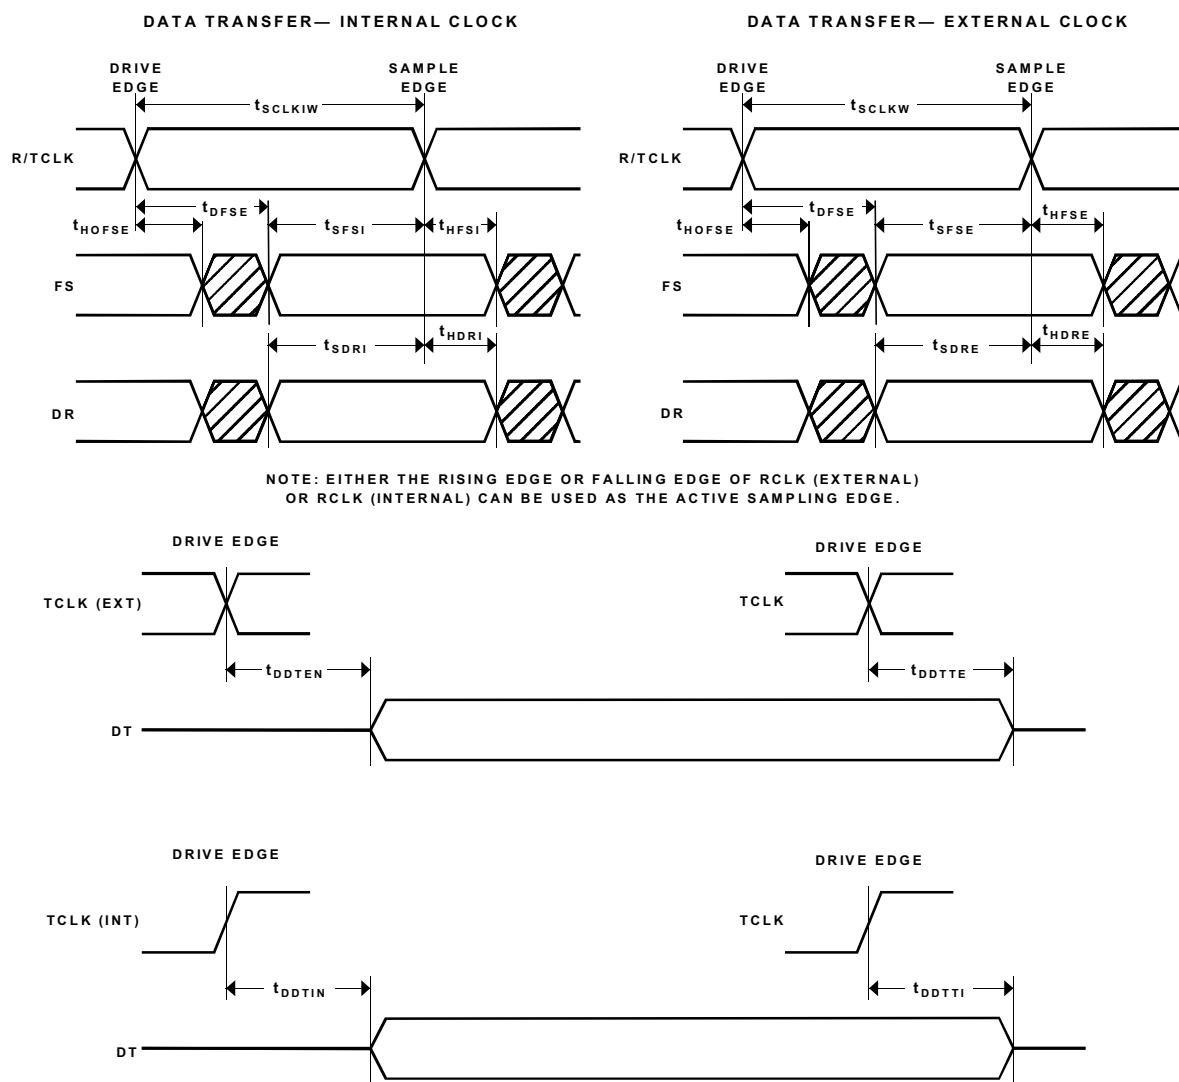 DATA TRANSFER— INTERNAL CLOCK
DATA TRANSFER— EXTERNAL CLOCK
DRIVE EDGE
SAMPLE EDGE
tSCLKIW
R/TCLK
tDFSE
tHOFSE
tSFSI
tHFSI
FS
tSDRI
tHDRI
DR
DRIVE EDGE
SAMPLE EDGE
tSCLKW
R/TCLK
tDFSE
tHOFSE
tSFSE
tHFSE
FS
tSDRE
tHDRE
DR
NOTE: EITHER THE RISING EDGE OR FALLING EDGE OF RCLK (EXTERNAL)
OR RCLK (INTERNAL) CAN BE USED AS THE ACTIVE SAMPLING EDGE.
DRIVE EDGE
DRIVE EDGE
TCLK (EXT)
TCLK
tDDTEN
tDDTTE
DT
DRIVE EDGE
DRIVE EDGE
TCLK (INT)
TCLK
tDDTIN
tDDTTI
DT